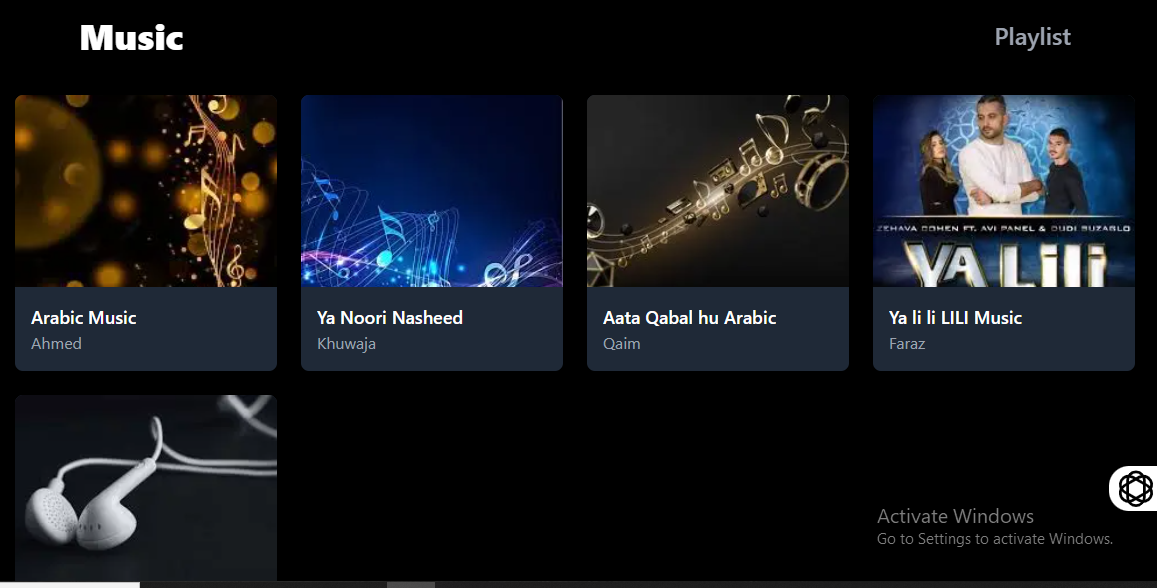 Music
Playlist
ZEHAVA COHEN FT. AVI PANEL & DUDI BUZAGLO
YA LILI
Arabic Music
Ahmed
Ya Noori Nasheed
Khuwaja
Aata Qabal hu Arabic
Qaim
Ya li li LILI Music
Faraz
Activate Windows
Go to Settings to activate Windows.